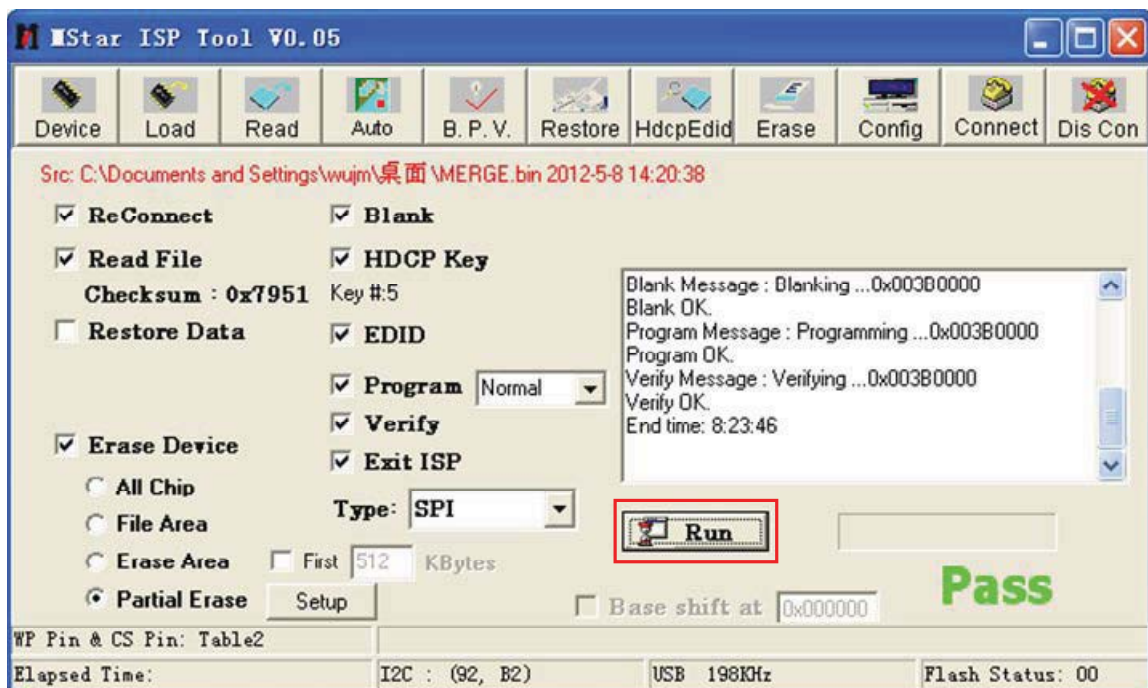 MStar ISP Tool V0.05
Device Load Read Auto B. P. V. Restore HdcpEdid Erase Config Connect Dis Con
Src: C:\Documents and Settings\wujm\桌面\MERGE.bin 2012-5-8 14:20:38
ReConnect
Blank
Read File
HDCP Key
Checksum : 0x7951
Key #:5
Restore Data
EDID
Program Normal
Verify
Erase Device
Exit ISP
All Chip
Type: SPI
File Area
Erase Area
First 512 KBytes
Partial Erase
Setup
Blank Message : Blanking ...0x003B0000
Blank OK.
Program Message : Programming ...0x003B0000
Program OK.
Verify Message : Verifying ...0x003B0000
Verify OK.
End time: 8:23:46
Run
Pass
Base shift at 0x000000
WP Pin & CS Pin: Table2
Elapsed Time: I2C : (92, B2) USB 198KHz Flash Status: 00